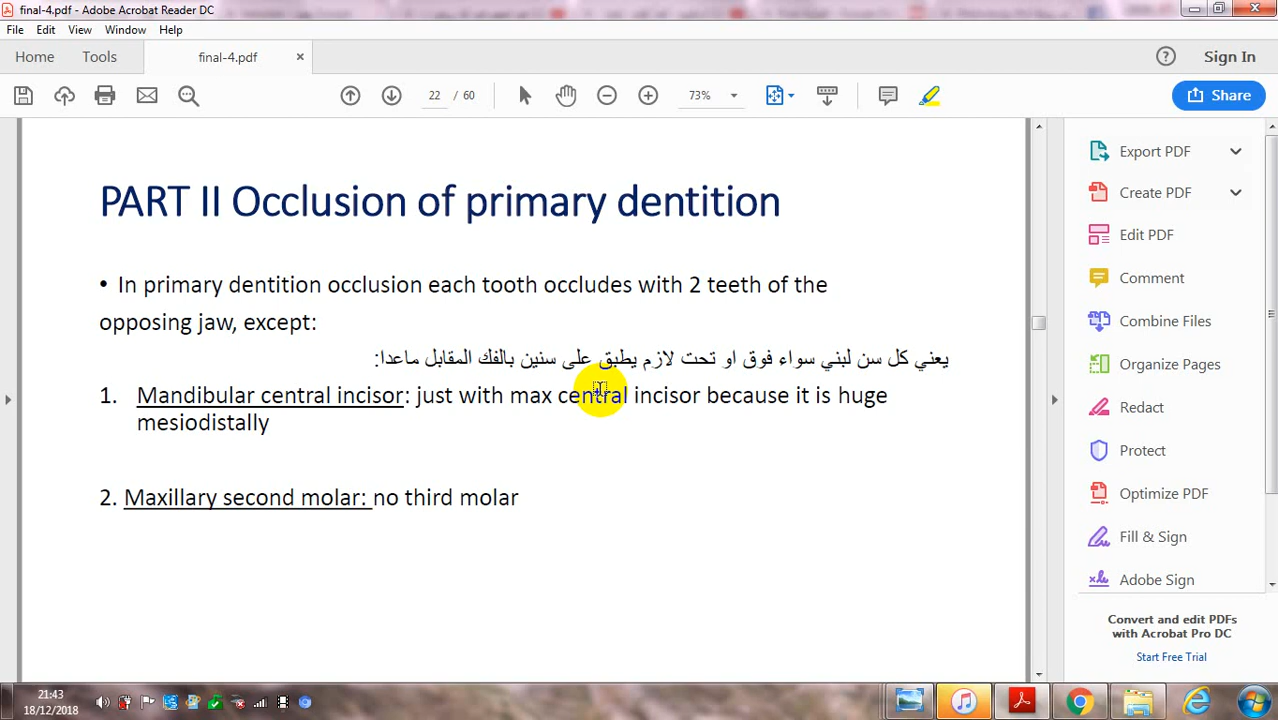 final-4.pdf - Adobe Acrobat Reader DC
File Edit View Window Help
Home Tools final-4.pdf × Sign In
22 / 60 73% Share
PART II Occlusion of primary dentition
• In primary dentition occlusion each tooth occludes with 2 teeth of the
opposing jaw, except:
يعني كل سن لبني سواء فوق او تحت لازم يطبق على سنين بالفك المقابل ماعدا:
1. Mandibular central incisor: just with max central incisor because it is huge
mesiodistally
2. Maxillary second molar: no third molar
Export PDF
Create PDF
Edit PDF
Comment
Combine Files
Organize Pages
Redact
Protect
Optimize PDF
Fill & Sign
Adobe Sign
Convert and edit PDFs
with Acrobat Pro DC
Start Free Trial
21:43
18/12/2018